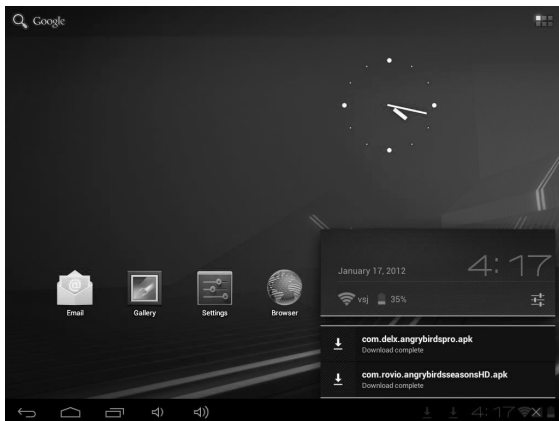 Google
January 17, 2012
4:17
vsj 35%
Email
Gallery
Settings
Browser
com.delx.angrybirdspro.apk
Download complete
com.rovio.angrybirdsseasonsHD.apk
Download complete
4:17